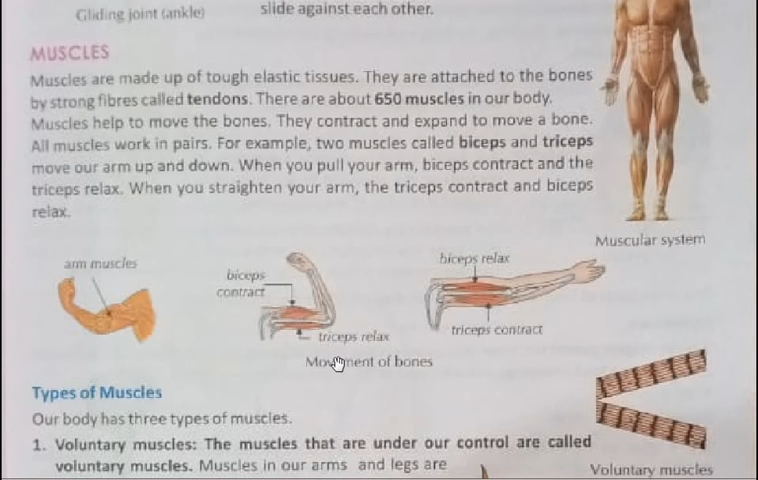 Gliding joint (ankle)
slide against each other.
MUSCLES
Muscles are made up of tough elastic tissues. They are attached to the bones
by strong fibres called tendons. There are about 650 muscles in our body.
Muscles help to move the bones. They contract and expand to move a bone.
All muscles work in pairs. For example, two muscles called biceps and triceps
move our arm up and down. When you pull your arm, biceps contract and the
triceps relax. When you straighten your arm, the triceps contract and biceps
relax.
Muscular system
arm muscles
biceps
contract
triceps relax
biceps relax
triceps contract
Movement of bones
Types of Muscles
Our body has three types of muscles.
1. Voluntary muscles: The muscles that are under our control are called
voluntary muscles. Muscles in our arms and legs are
Voluntary muscles